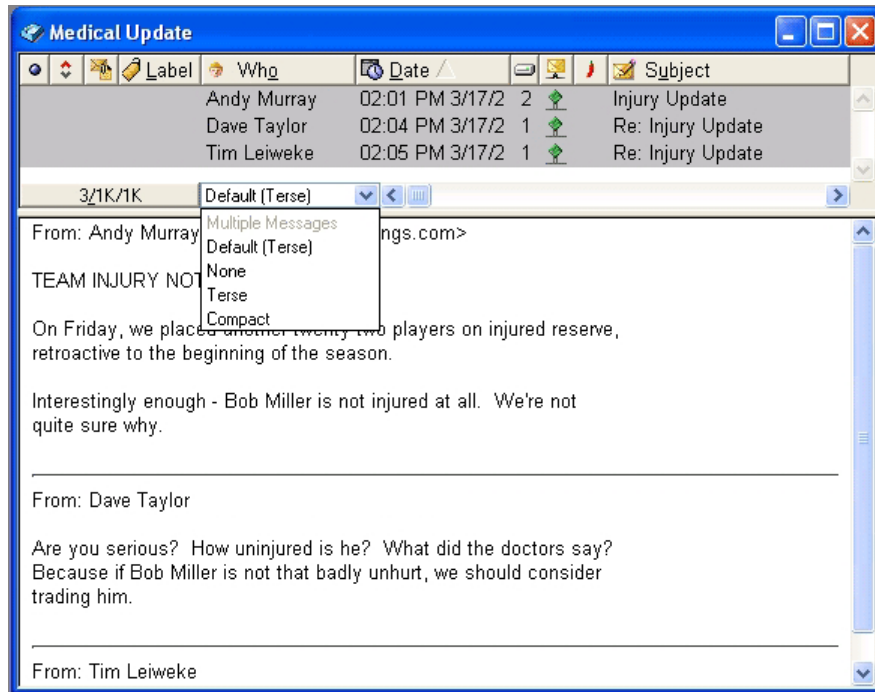 Medical Update
Label Who Date Subject
Andy Murray 02:01 PM 3/17/2 2 Injury Update
Dave Taylor 02:04 PM 3/17/2 1 Re: Injury Update
Tim Leiweke 02:05 PM 3/17/2 1 Re: Injury Update
3/1K/1K Default (Terse)
Multiple Messages
Default (Terse)
None
Terse
Compact
From: Andy Murray ngs.com>
TEAM INJURY NOT
On Friday, we placed another twenty two players on injured reserve,
retroactive to the beginning of the season.
Interestingly enough - Bob Miller is not injured at all. We're not
quite sure why.
From: Dave Taylor
Are you serious? How uninjured is he? What did the doctors say?
Because if Bob Miller is not that badly unhurt, we should consider
trading him.
From: Tim Leiweke